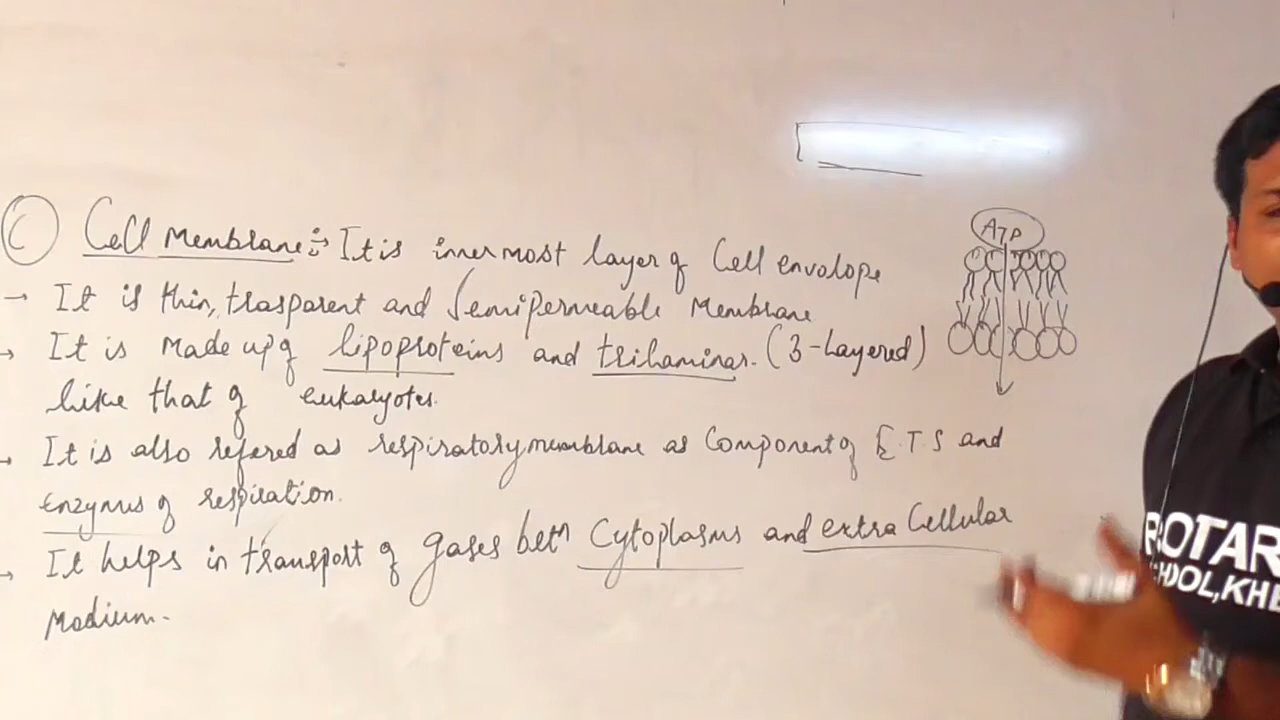 C Cell Membrane :→ It is innermost layer of Cell envelope
→ It is thin, trasparent and Semipermeable Membrane
→ It is Made up of lipoproteins and trilaminar. (3-Layered)
like that of eukaryotes.
→ It is also refered as respiratory membrane as Component of E.T.S and
Enzymes of respiration.
→ It helps in transport of gases betn Cytoplasms and extra Cellular
Medium.
ATP
ROTAR
HOOL, KHE